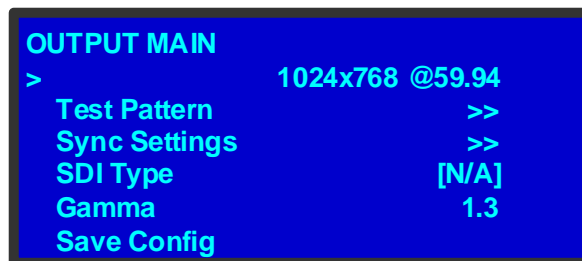 OUTPUT MAIN
> 1024x768 @59.94
Test Pattern >>
Sync Settings >>
SDI Type [N/A]
Gamma 1.3
Save Config